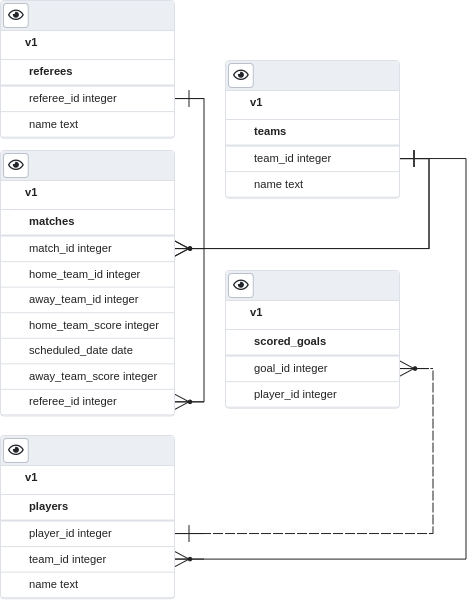 v1
referees
referee_id integer
name text
v1
matches
match_id integer
home_team_id integer
away_team_id integer
home_team_score integer
scheduled_date date
away_team_score integer
referee_id integer
v1
players
player_id integer
team_id integer
name text
v1
teams
team_id integer
name text
v1
scored_goals
goal_id integer
player_id integer